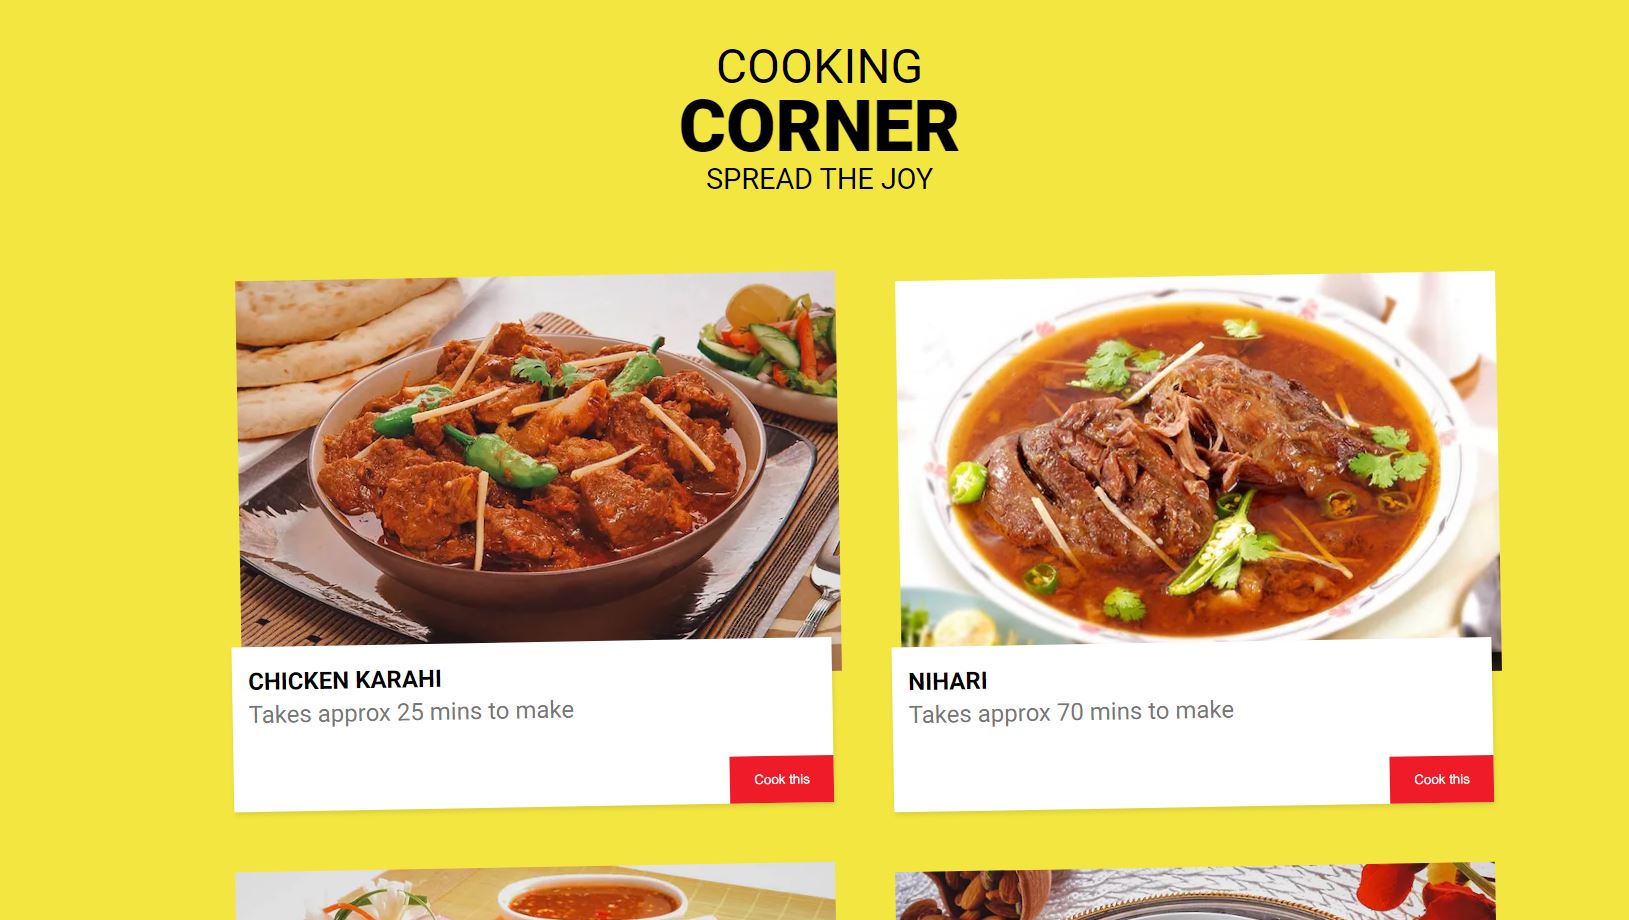 COOKING
CORNER
SPREAD THE JOY
CHICKEN KARAHI
Takes approx 25 mins to make
Cook this
NIHARI
Takes approx 70 mins to make
Cook this